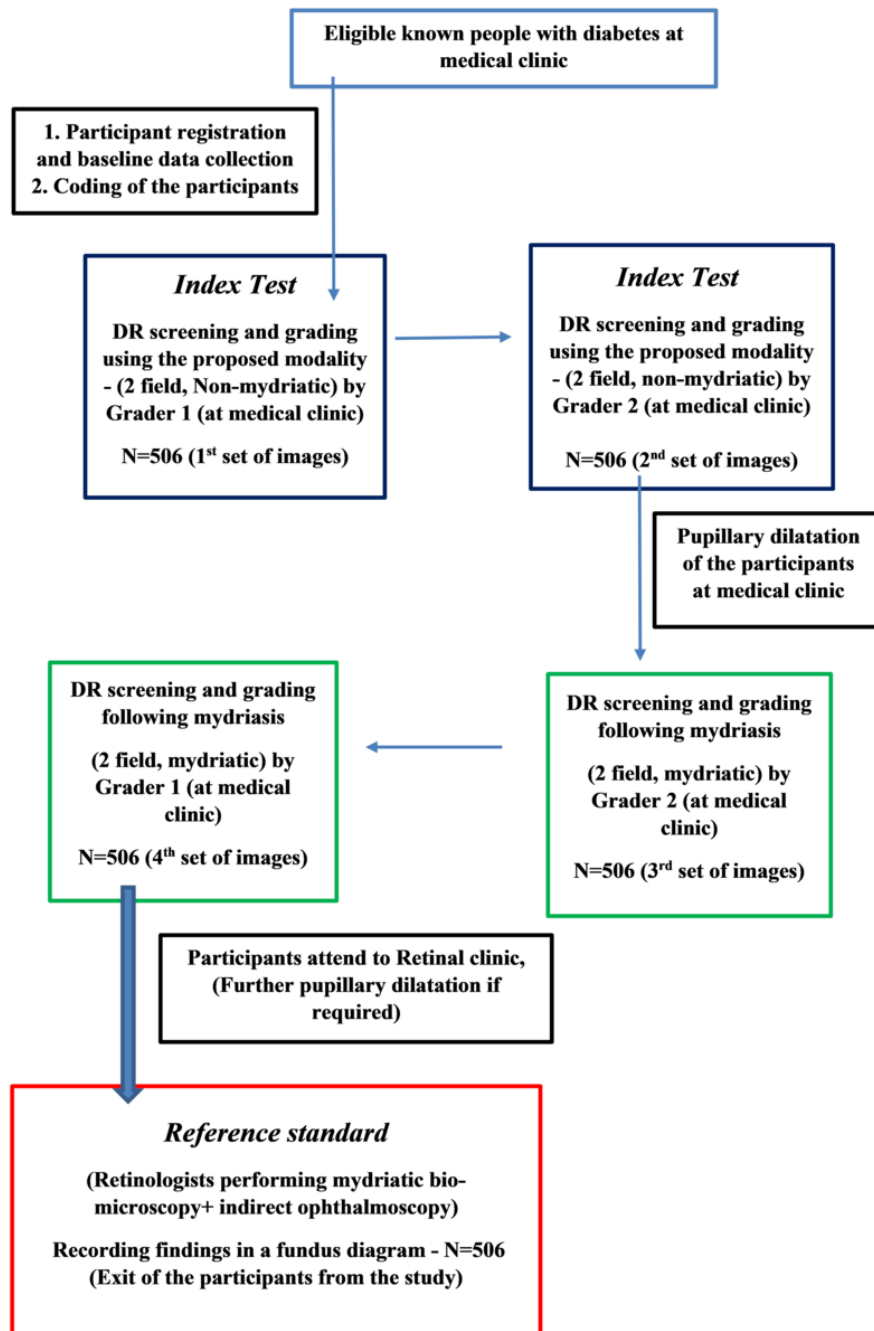 Eligible known people with diabetes at
medical clinic
1. Participant registration
and baseline data collection
2. Coding of the participants
Index Test
DR screening and grading
using the proposed modality
- (2 field, Non-mydriatic) by
Grader 1 (at medical clinic)
N=506 (1st set of images)
Index Test
DR screening and grading
using the proposed modality
- (2 field, non-mydriatic) by
Grader 2 (at medical clinic)
N=506 (2nd set of images)
Pupillary dilatation
of the participants
at medical clinic
DR screening and grading
following mydriasis
(2 field, mydriatic) by
Grader 2 (at medical
clinic)
N=506 (3rd set of images)
DR screening and grading
following mydriasis
(2 field, mydriatic) by
Grader 1 (at medical
clinic)
N=506 (4th set of images)
Participants attend to Retinal clinic,
(Further pupillary dilatation if
required)
Reference standard
(Retinologists performing mydriatic bio-
microscopy+ indirect ophthalmoscopy)
Recording findings in a fundus diagram - N=506
(Exit of the participants from the study)